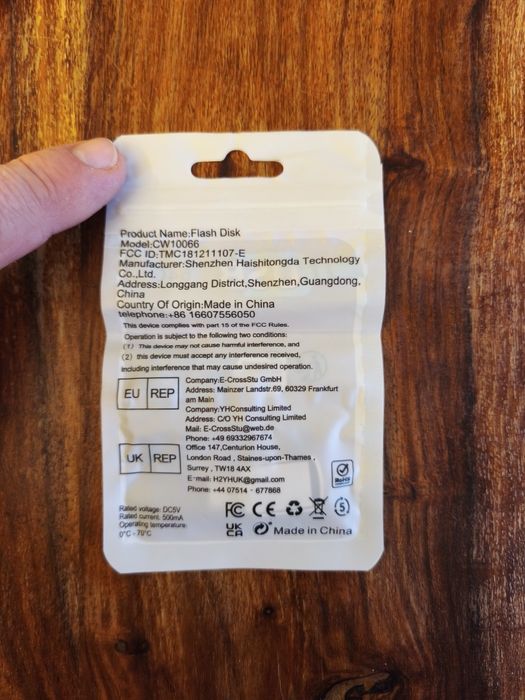 Product Name:Flash Disk
Model:CW10066
FCC ID:TMC181211107-E
Manufacturer:Shenzhen Haishitongda Technology
Co.,Ltd.
Address:Longgang District,Shenzhen,Guangdong,
China
Country Of Origin:Made in China
telephone:+86 16607556050
This device complies with part 15 of the FCC Rules.
Operation is subject to the following two conditions:
(1) This device may not cause harmful interference, and
(2) this device must accept any interference received,
including interference that may cause undesired operation.
EU REP
Company:E-CrossStu GmbH
Address: Mainzer Landstr.69, 60329 Frankfurt
am Main
Company:YHConsulting Limited
Address: C/O YH Consulting Limited
Mail: E-CrossStu@web.de
Phone: +49 69332967674
UK REP
Office 147,Centurion House,
London Road , Staines-upon-Thames ,
Surrey , TW18 4AX
E-mail: H2YHUK@gmail.com
Phone: +44 07514 - 677868
RoHS
Rated voltage: DC5V
Rated current: 500mA
Operating temperature:
0°C -70°C
FC CE 5
UK
CA
Made in China